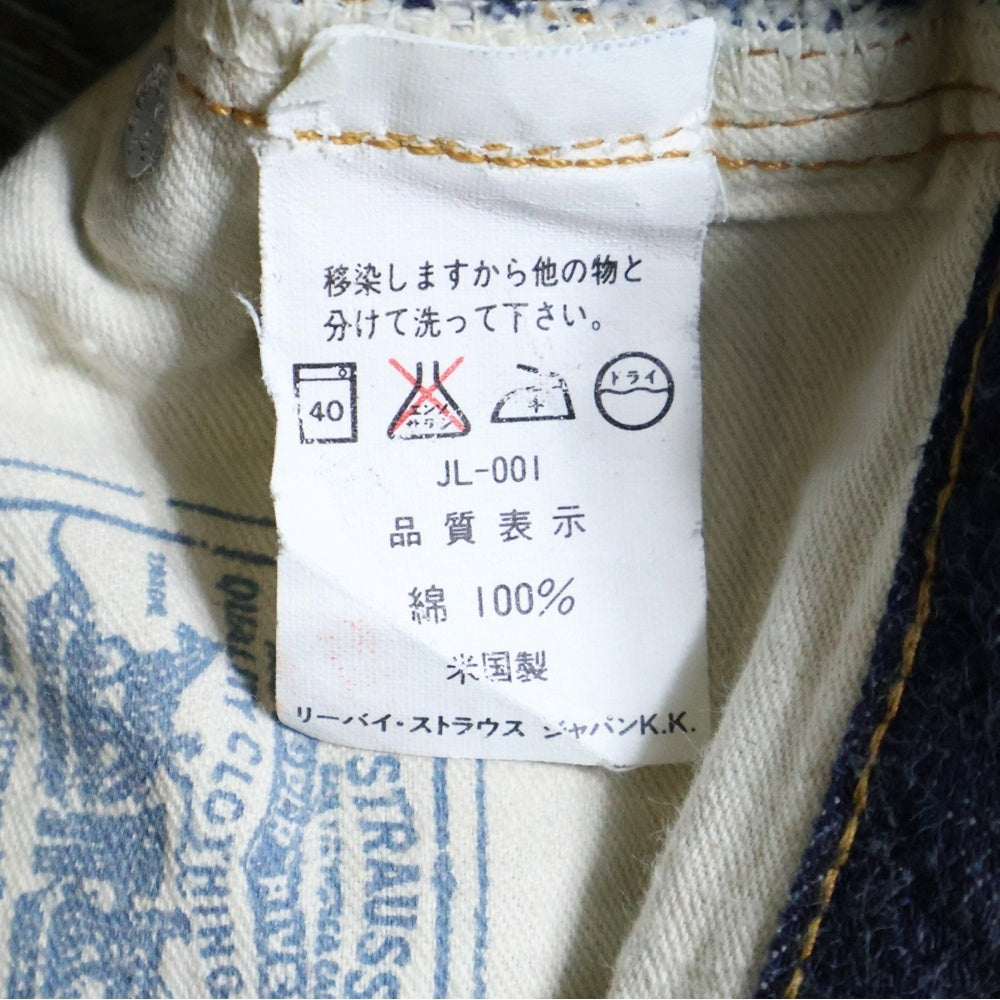 移染しますから他の物と
分けて洗って下さい。
40
エンソ
サラシ
ドライ
JL-001
品質表示
綿 100%
米国製
リーバイ・ストラウス ジャパンK.K.
QUALITY CLOTHING
STRAUSS